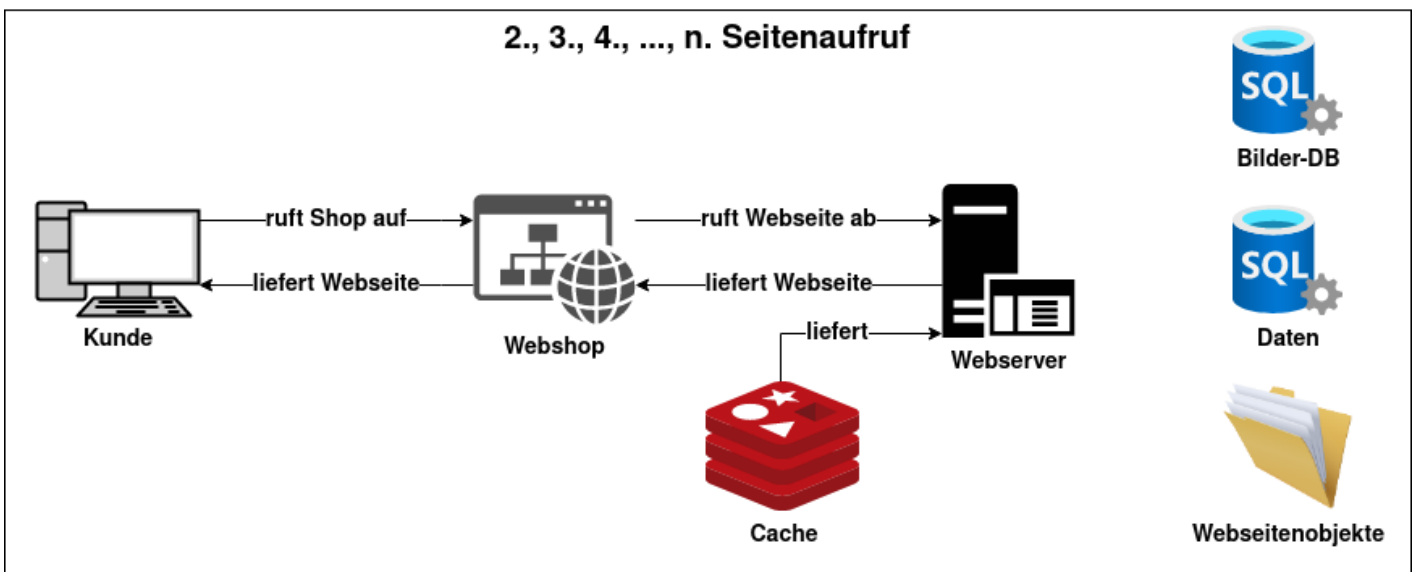 2., 3., 4., ..., n. Seitenaufruf
SQL
Bilder-DB
ruft Shop auf
ruft Webseite ab
liefert Webseite
liefert Webseite
SQL
Kunde
Webshop
liefert
Webserver
Daten
Cache
Webseitenobjekte